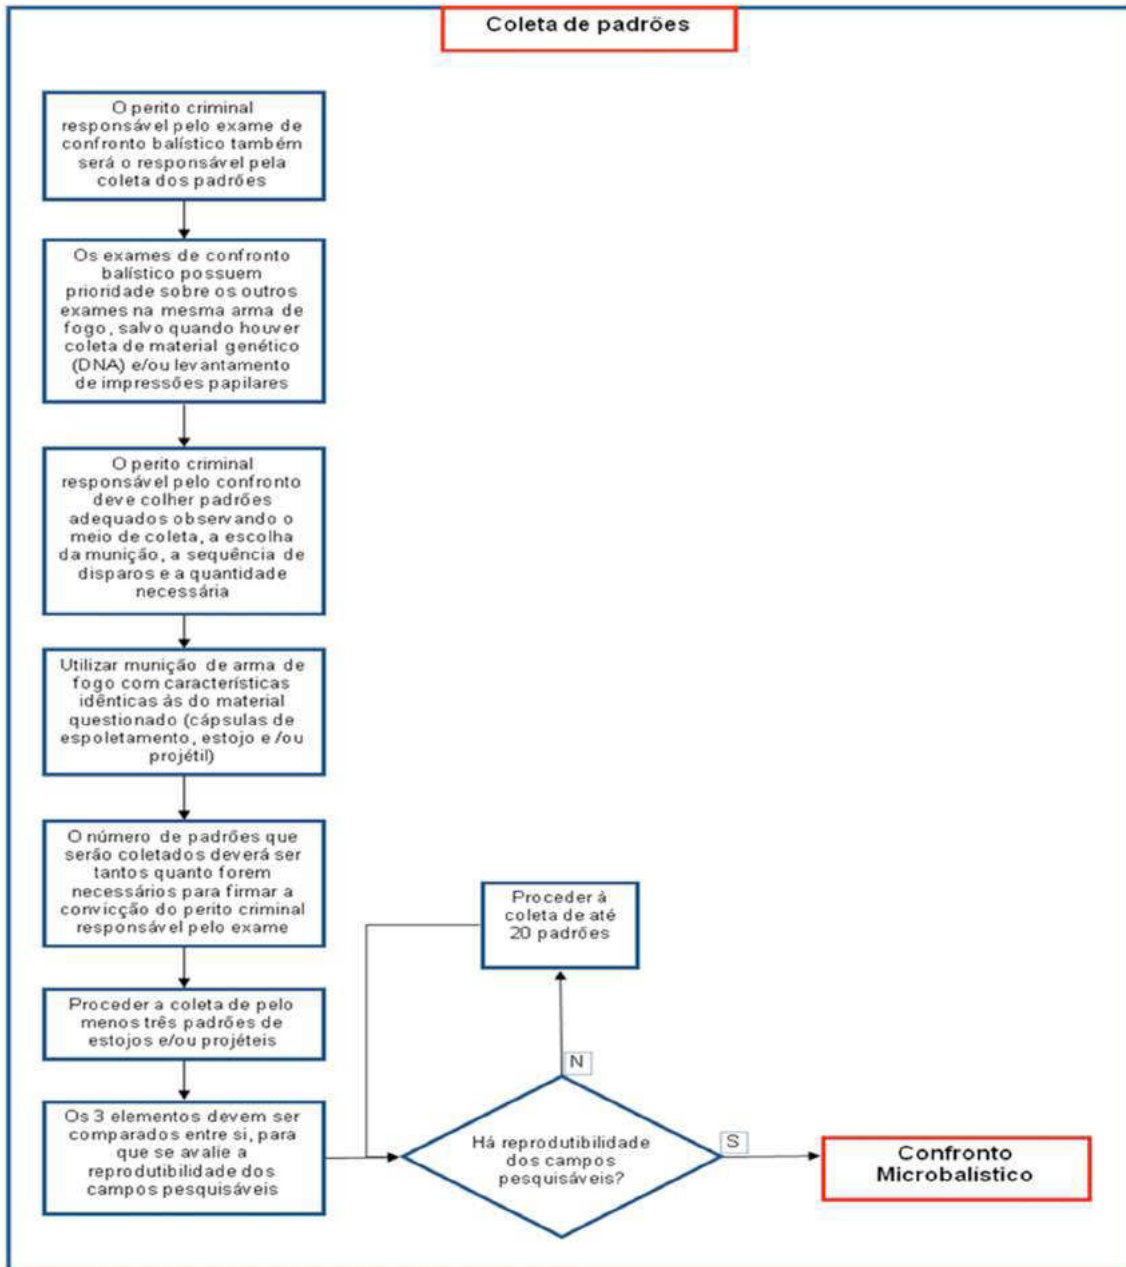 Coleta de padrões
O perito criminal
responsável pelo exame de
confronto balístico também
será o responsável pela
coleta dos padrões
Os exames de confronto
balístico possuem
prioridade sobre os outros
exames na mesma arma de
fogo, salvo quando houver
coleta de material genético
(DNA) e/ou levantamento
de impressões papilares
O perito criminal
responsável pelo confronto
deve colher padrões
adequados observando o
meio de coleta, a escolha
da munição, a sequência de
disparos e a quantidade
necessária
Utilizar munição de arma de
fogo com características
idênticas às do material
questionado (cápsulas de
espoletamento, estojo e /ou
projétil)
O número de padrões que
serão coletados deverá ser
tantos quanto forem
necessários para firmar a
convicção do perito criminal
responsável pelo exame
Proceder a coleta de pelo
menos três padrões de
estojos e/ou projéteis
Os 3 elementos devem ser
comparados entre si, para
que se avalie a
reprodutibilidade dos
campos pesquisáveis
Proceder à
coleta de até
20 padrões
N
Há reprodutibilidade
dos campos
pesquisáveis?
S
Confronto
Microbalístico